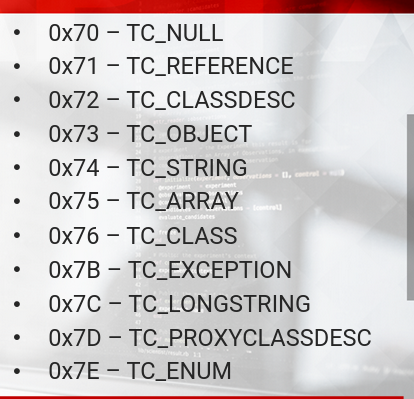 • 0x70 – TC_NULL
• 0x71 – TC_REFERENCE
• 0x72 – TC_CLASSDESC
• 0x73 – TC_OBJECT
• 0x74 – TC_STRING
• 0x75 – TC_ARRAY
• 0x76 – TC_CLASS
• 0x7B – TC_EXCEPTION
• 0x7C – TC_LONGSTRING
• 0x7D – TC_PROXYCLASSDESC
• 0x7E – TC_ENUM